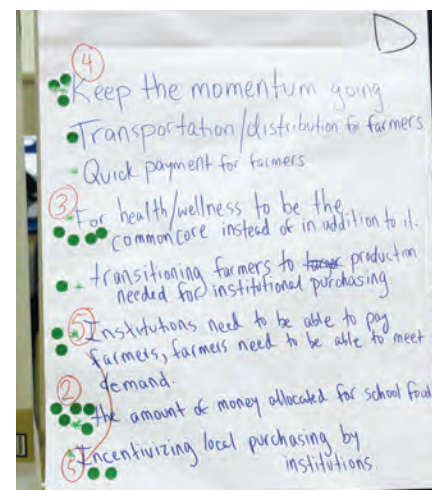 D
4
Keep the momentum going
Transportation/distribution for farmers
Quick payment for farmers
3
For health/wellness to be the
common core instead of in addition to it.
transitioning farmers to production
needed for institutional purchasing
5
Institutions need to be able to pay
farmers, farmers need to be able to meet
demand.
2
the amount of money allocated for school food
5
Incentivizing local purchasing by
institutions